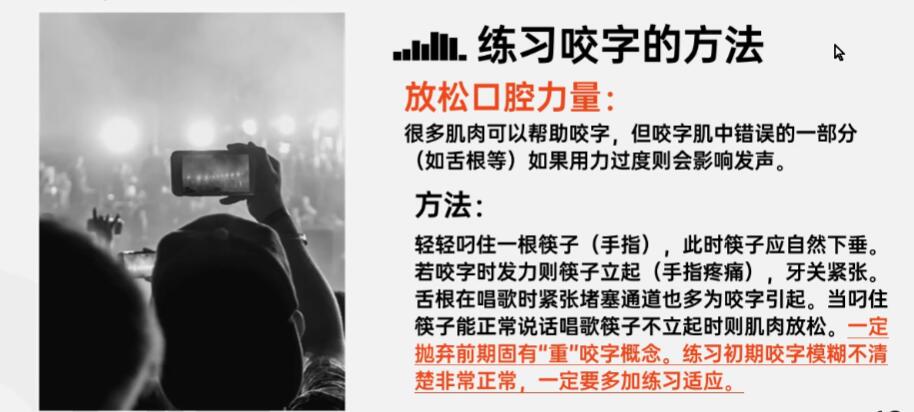 练习咬字的方法
放松口腔力量：
很多肌肉可以帮助咬字，但咬字肌中错误的一部分
（如舌根等）如果用力过度则会影响发声。
方法：
轻轻叼住一根筷子（手指），此时筷子应自然下垂。
若咬字时发力则筷子立起（手指疼痛），牙关紧张。
舌根在唱歌时紧张堵塞通道也多为咬字引起。当叼住
筷子能正常说话唱歌筷子不立起时则肌肉放松。一定
抛弃前期固有“重”咬字概念。练习初期咬字模糊不清
楚非常正常，一定要多加练习适应。